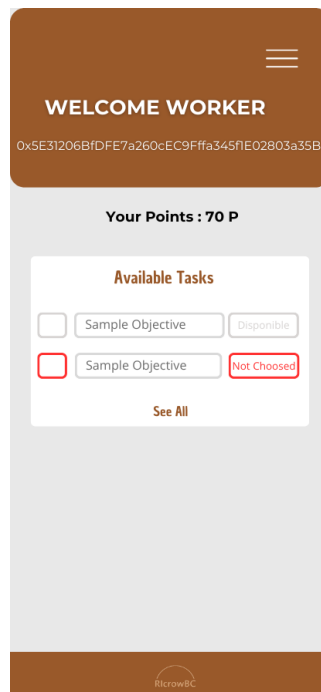 WELCOME WORKER
0x5E31206BfDFE7a260cEC9Fffa345f1E02803a35B
Your Points : 70 P
Available Tasks
Sample Objective Disponible
Sample Objective Not Choosed
See All
RIcrowBC